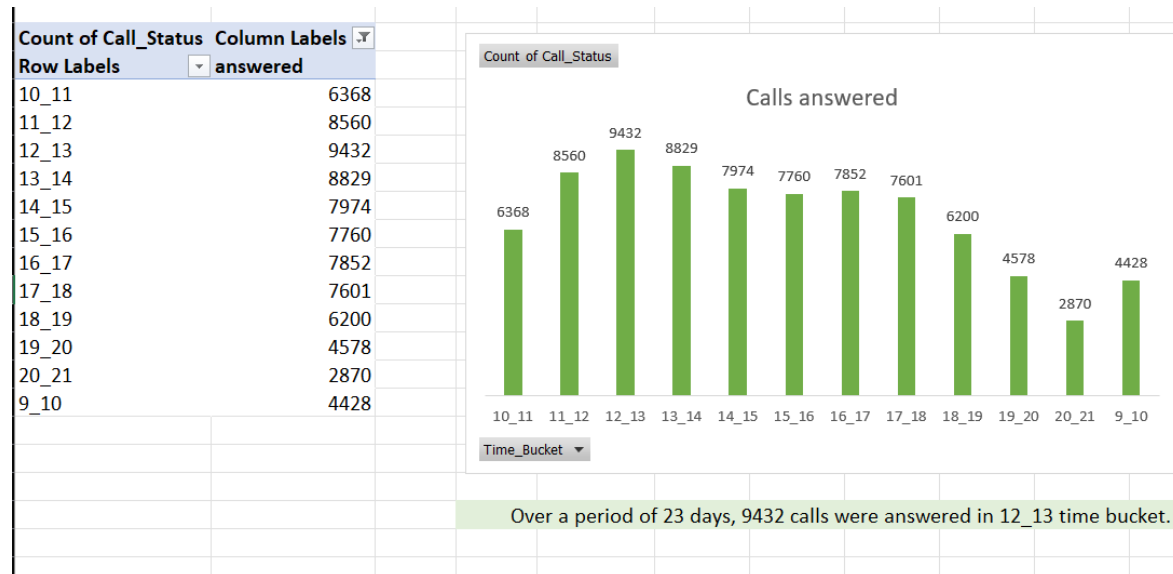 Count of Call_Status Column Labels
Row Labels answered
10_11 6368
11_12 8560
12_13 9432
13_14 8829
14_15 7974
15_16 7760
16_17 7852
17_18 7601
18_19 6200
19_20 4578
20_21 2870
9_10 4428
Count of Call_Status
Calls answered
6368 8560 9432 8829 7974 7760 7852 7601 6200 4578 2870 4428
10_11 11_12 12_13 13_14 14_15 15_16 16_17 17_18 18_19 19_20 20_21 9_10
Time_Bucket
Over a period of 23 days, 9432 calls were answered in 12_13 time bucket.